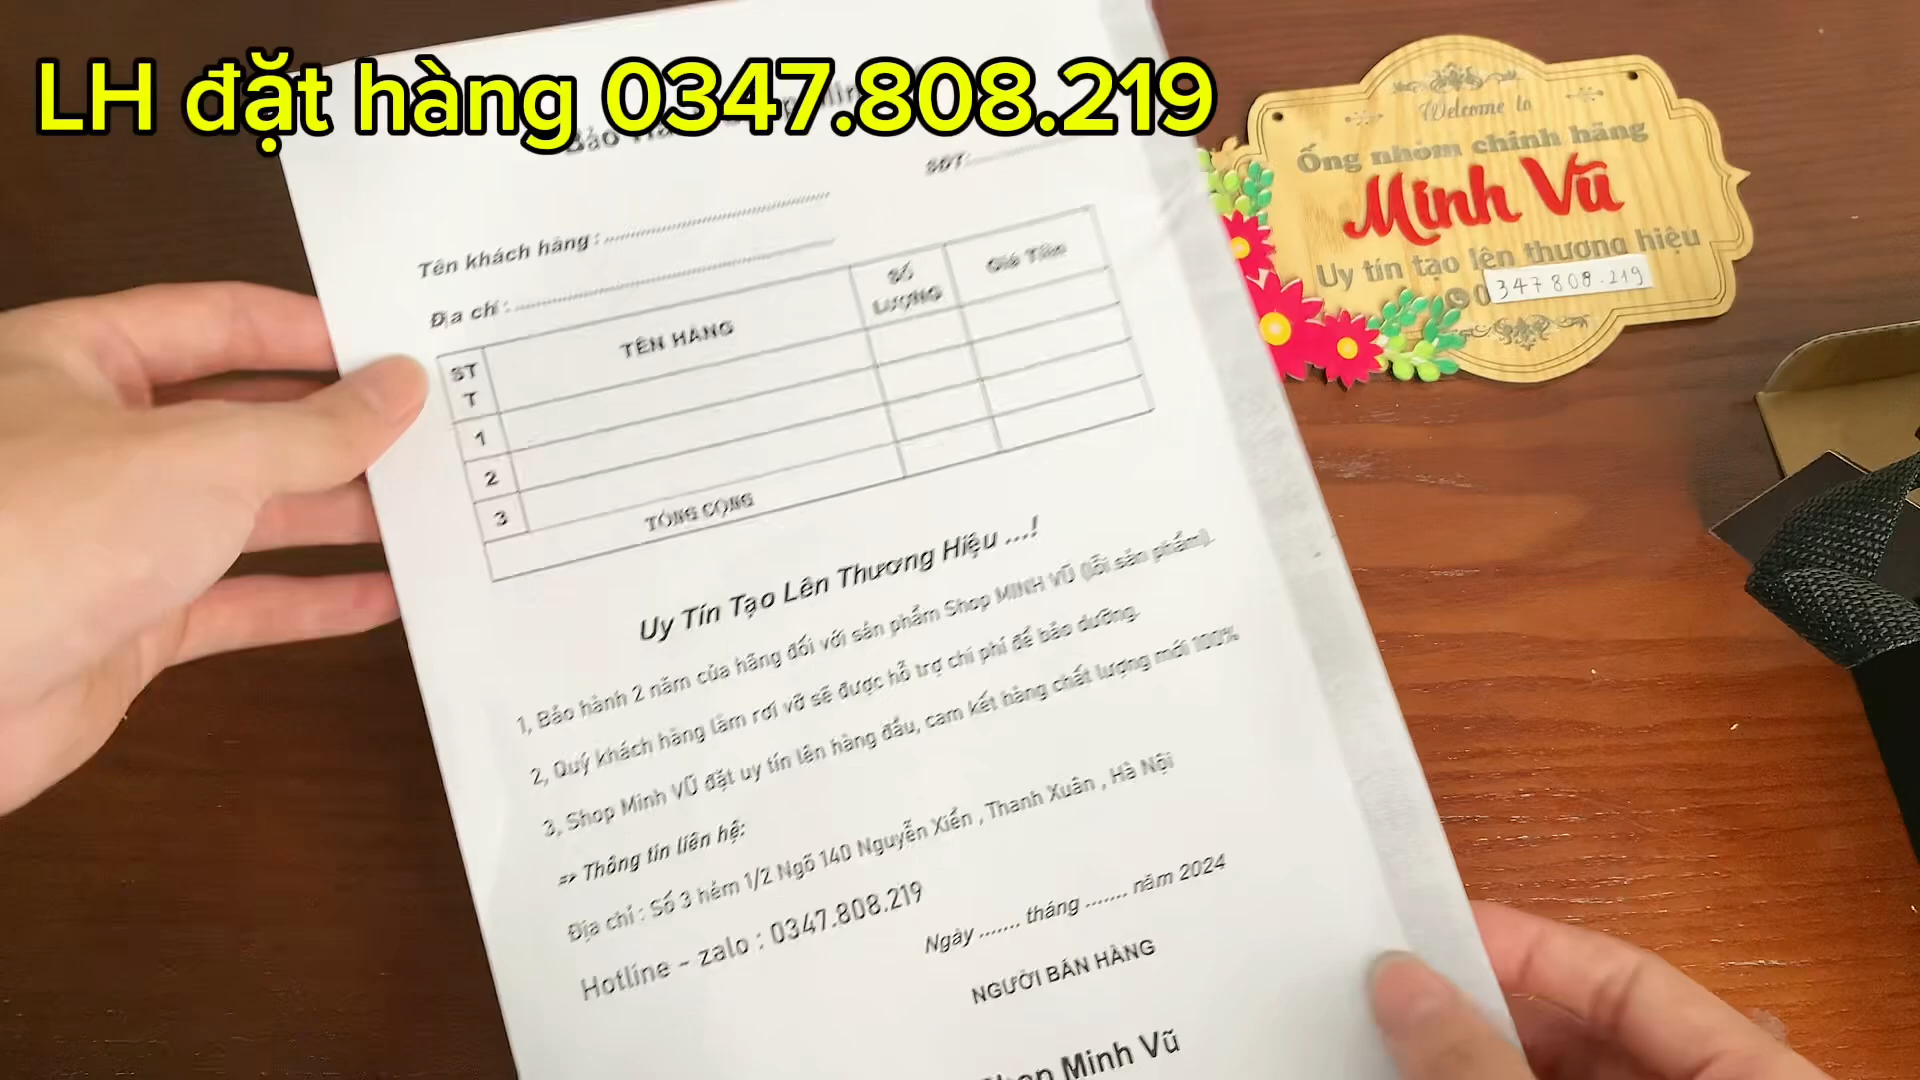 LH đặt hàng 0347.808.219
Bảo
SĐT:
Tên khách hàng :
Địa chỉ :
STT
TÊN HÀNG
SỐ LƯỢNG
Giá Tiền
1
2
3
TỔNG CỘNG
Uy Tín Tạo Lên Thương Hiệu ...!
1, Bảo hành 2 năm của hãng đối với sản phẩm Shop MINH VŨ (lỗi sản phẩm).
2, Quý khách hàng làm rơi vỡ sẽ được hỗ trợ chi phí để bảo dưỡng.
3, Shop Minh VŨ đặt uy tín lên hàng đầu, cam kết hàng chất lượng mới 100%
=> Thông tin liên hệ:
Địa chỉ : Số 3 hẻm 1/2 Ngõ 140 Nguyễn Xiển , Thanh Xuân , Hà Nội
Hotline - zalo : 0347.808.219
Ngày ....... tháng ....... năm 2024
NGƯỜI BÁN HÀNG
Shop Minh Vũ
Welcome to
Ống nhòm chính hãng
Minh Vũ
Uy tín tạo lên thương hiệu
0347808.219